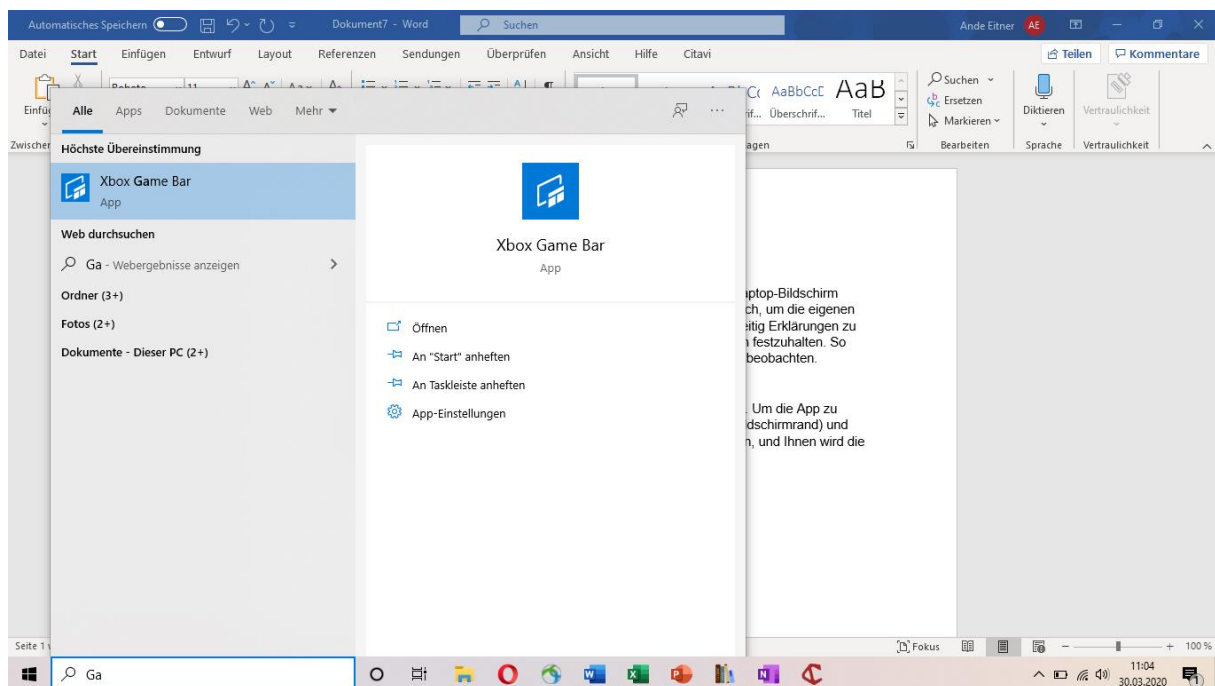 Automatisches Speichern
Dokument7 - Word
Suchen
Ande Eitner AE
Datei Start Einfügen Entwurf Layout Referenzen Sendungen Überprüfen Ansicht Hilfe Citavi
Teilen Kommentare
AaBbCcD AaB
Überschrif... Titel
Suchen
Ersetzen
Markieren
Diktieren
Vertraulichkeit
Bearbeiten Sprache Vertraulichkeit
Alle Apps Dokumente Web Mehr
Höchste Übereinstimmung
Xbox Game Bar
App
Web durchsuchen
Ga - Webergebnisse anzeigen
Ordner (3+)
Fotos (2+)
Dokumente - Dieser PC (2+)
Xbox Game Bar
App
Öffnen
An "Start" anheften
An Taskleiste anheften
App-Einstellungen
ptop-Bildschirm
ch, um die eigenen
eitig Erklärungen zu
n festzuhalten. So
beobachten.
. Um die App zu
dschirmrand) und
n, und Ihnen wird die
Seite 1
Fokus
100 %
Ga
11:04
30.03.2020